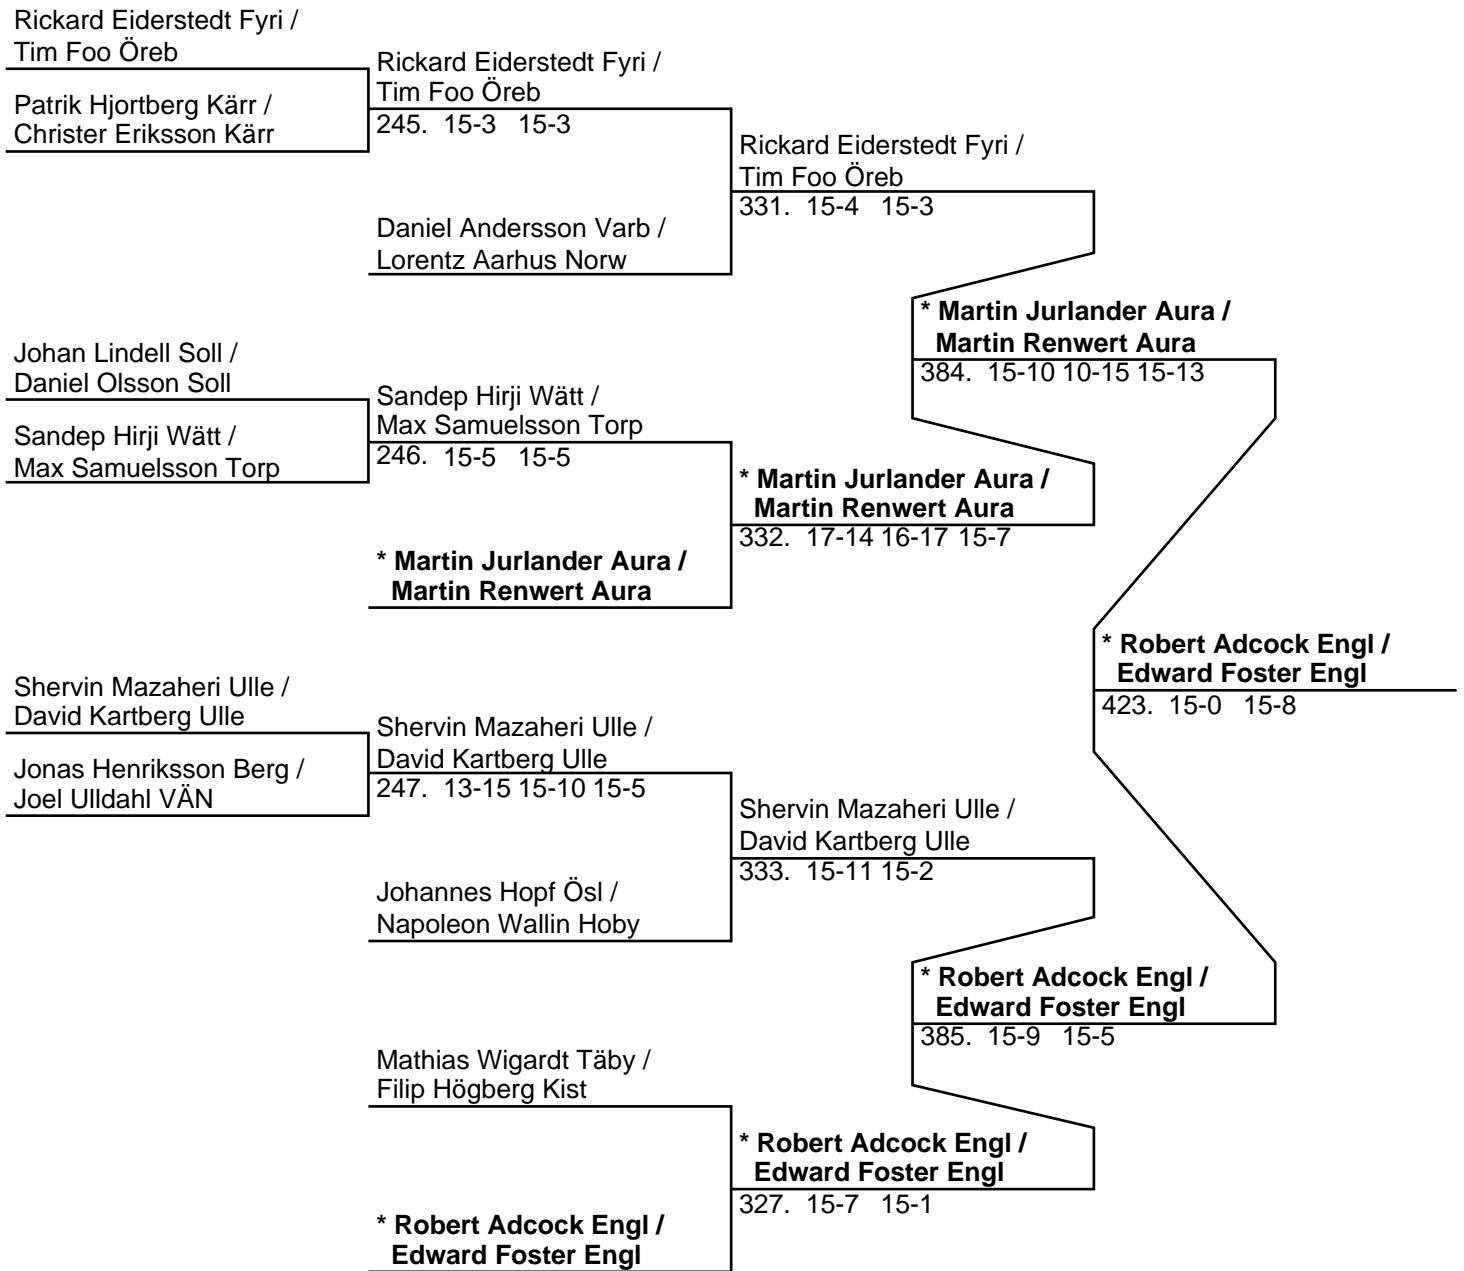 Rickard Eiderstedt Fyri /
Tim Foo Öreb
Patrik Hjortberg Kärr /
Christer Eriksson Kärr
Johan Lindell Soll /
Daniel Olsson Soll
Sandep Hirji Wätt /
Max Samuelsson Torp
Shervin Mazaheri Ulle /
David Kartberg Ulle
Jonas Henriksson Berg /
Joel Ulldahl VÄN
Rickard Eiderstedt Fyri /
Tim Foo Öreb
245. 15-3 15-3
Daniel Andersson Varb /
Lorentz Aarhus Norw
Sandep Hirji Wätt /
Max Samuelsson Torp
246. 15-5 15-5
* Martin Jurlander Aura /
Martin Renwert Aura
Shervin Mazaheri Ulle /
David Kartberg Ulle
247. 13-15 15-10 15-5
Johannes Hopf Ösl /
Napoleon Wallin Hoby
Mathias Wigardt Täby /
Filip Högberg Kist
* Robert Adcock Engl /
Edward Foster Engl
Rickard Eiderstedt Fyri /
Tim Foo Öreb
331. 15-4 15-3
* Martin Jurlander Aura /
Martin Renwert Aura
332. 17-14 16-17 15-7
Shervin Mazaheri Ulle /
David Kartberg Ulle
333. 15-11 15-2
* Robert Adcock Engl /
Edward Foster Engl
327. 15-7 15-1
* Martin Jurlander Aura /
Martin Renwert Aura
384. 15-10 10-15 15-13
* Robert Adcock Engl /
Edward Foster Engl
385. 15-9 15-5
* Robert Adcock Engl /
Edward Foster Engl
423. 15-0 15-8